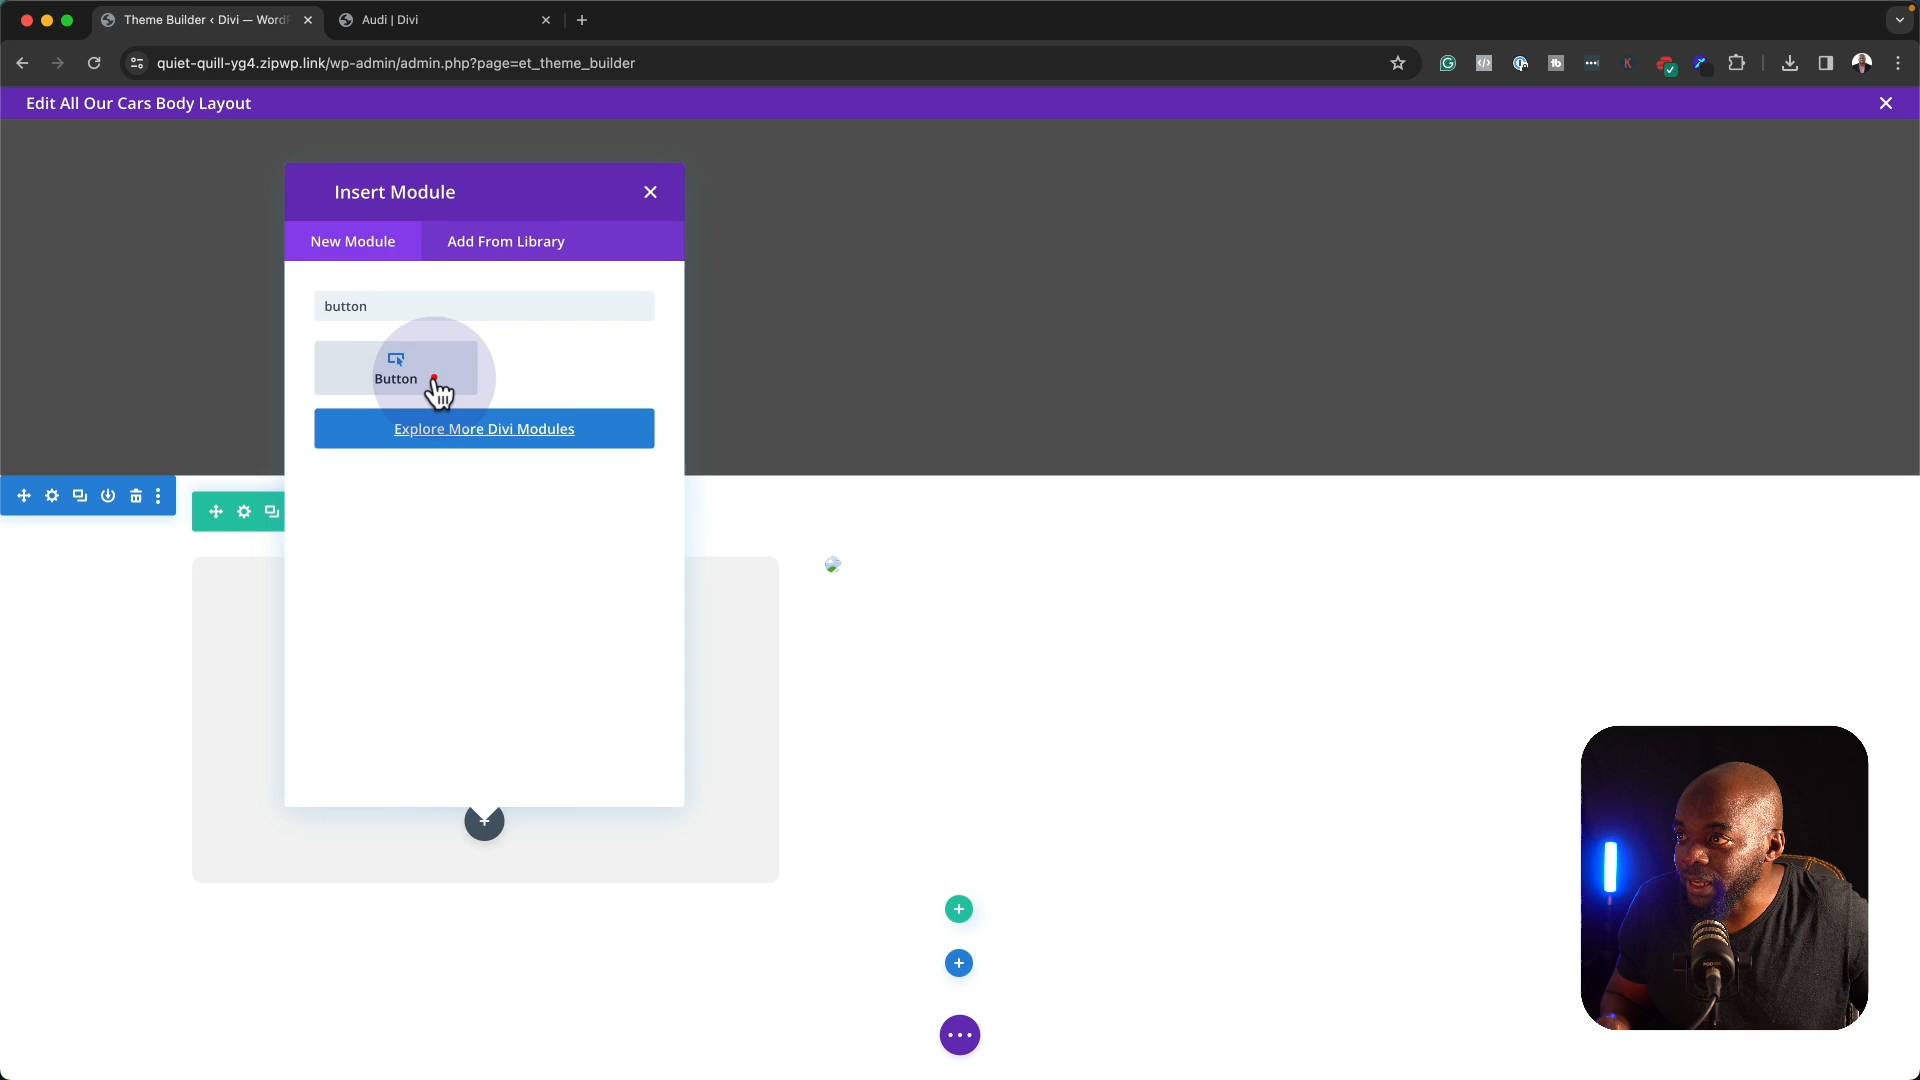 Theme Builder ‹ Divi — WordP
Audi | Divi
quiet-quill-yg4.zipwp.link/wp-admin/admin.php?page=et_theme_builder
Edit All Our Cars Body Layout
Insert Module
New Module
Add From Library
button
Button
Explore More Divi Modules